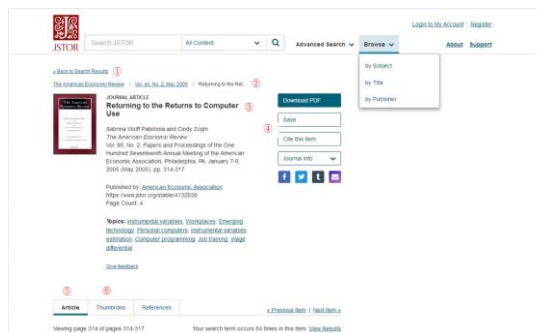 Login to My Account Register
JSTOR Search JSTOR All Content Advanced Search Browse About Support
by Subject
by Title
by Publisher
« Back to Search Results ①
The American Economic Review / Vol. 95, No. 2, May, 2005 / Returning to the Ret... ②
JOURNAL ARTICLE
Returning to the Returns to Computer ③
Use
Sabrina Wulff Pabilonia and Cindy Zoghi
The American Economic Review
Vol. 95, No. 2, Papers and Proceedings of the One
Hundred Seventeenth Annual Meeting of the American
Economic Association, Philadelphia, PA, January 7-9,
2005 (May, 2005), pp. 314-317
Published by: American Economic Association
https://www.jstor.org/stable/4132839
Page Count: 4
Topics: Instrumental variables, Workplaces, Emerging
technology, Personal computers, Instrumental variables
estimation, Computer programming, Job training, Wage
differential
Give feedback
Download PDF
Save
④
Cite this Item
Journal Info
⑤ ⑥
Article Thumbnails References
« Previous Item | Next Item »
Viewing page 314 of pages 314-317 Your search term occurs 64 times in this item View Results